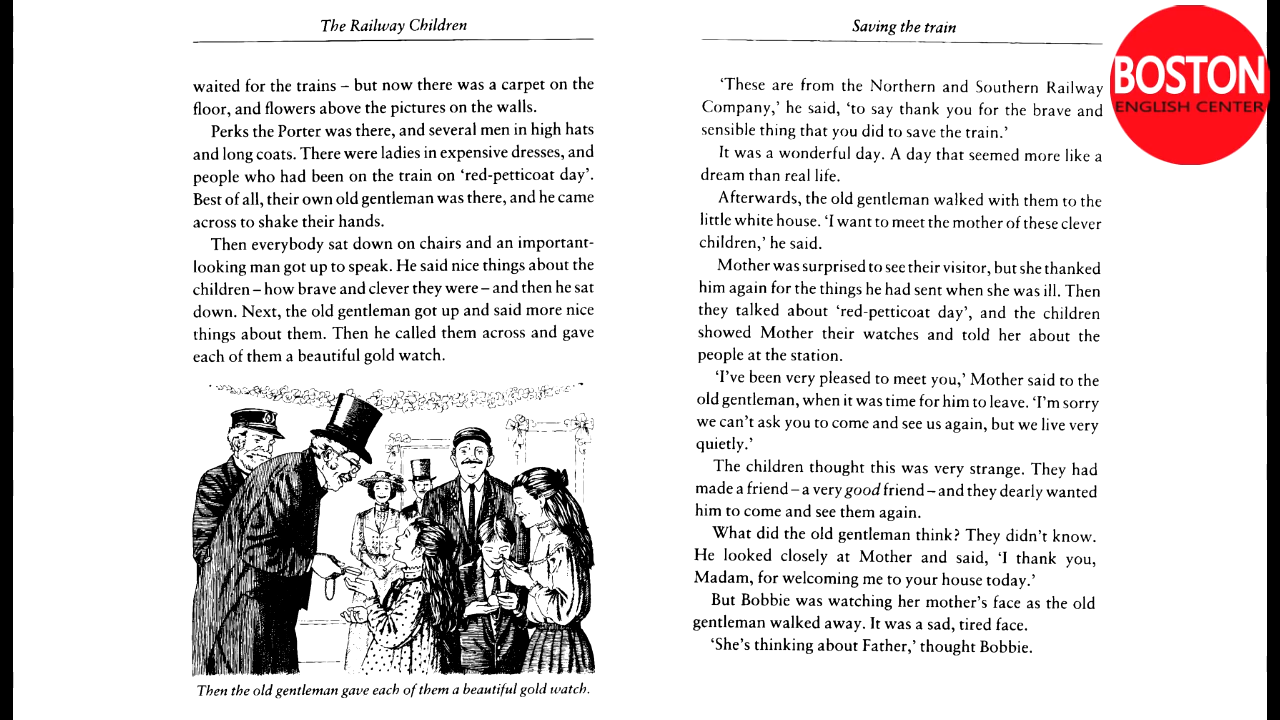 The Railway Children
waited for the trains – but now there was a carpet on the
floor, and flowers above the pictures on the walls.
Perks the Porter was there, and several men in high hats
and long coats. There were ladies in expensive dresses, and
people who had been on the train on ‘red-petticoat day’.
Best of all, their own old gentleman was there, and he came
across to shake their hands.
Then everybody sat down on chairs and an important-
looking man got up to speak. He said nice things about the
children – how brave and clever they were – and then he sat
down. Next, the old gentleman got up and said more nice
things about them. Then he called them across and gave
each of them a beautiful gold watch.
Then the old gentleman gave each of them a beautiful gold watch.
Saving the train
‘These are from the Northern and Southern Railway
Company,’ he said, ‘to say thank you for the brave and
sensible thing that you did to save the train.’
It was a wonderful day. A day that seemed more like a
dream than real life.
Afterwards, the old gentleman walked with them to the
little white house. ‘I want to meet the mother of these clever
children,’ he said.
Mother was surprised to see their visitor, but she thanked
him again for the things he had sent when she was ill. Then
they talked about ‘red-petticoat day’, and the children
showed Mother their watches and told her about the
people at the station.
‘I’ve been very pleased to meet you,’ Mother said to the
old gentleman, when it was time for him to leave. ‘I’m sorry
we can’t ask you to come and see us again, but we live very
quietly.’
The children thought this was very strange. They had
made a friend – a very good friend – and they dearly wanted
him to come and see them again.
What did the old gentleman think? They didn’t know.
He looked closely at Mother and said, ‘I thank you,
Madam, for welcoming me to your house today.’
But Bobbie was watching her mother’s face as the old
gentleman walked away. It was a sad, tired face.
‘She’s thinking about Father,’ thought Bobbie.
BOSTON
ENGLISH CENTER